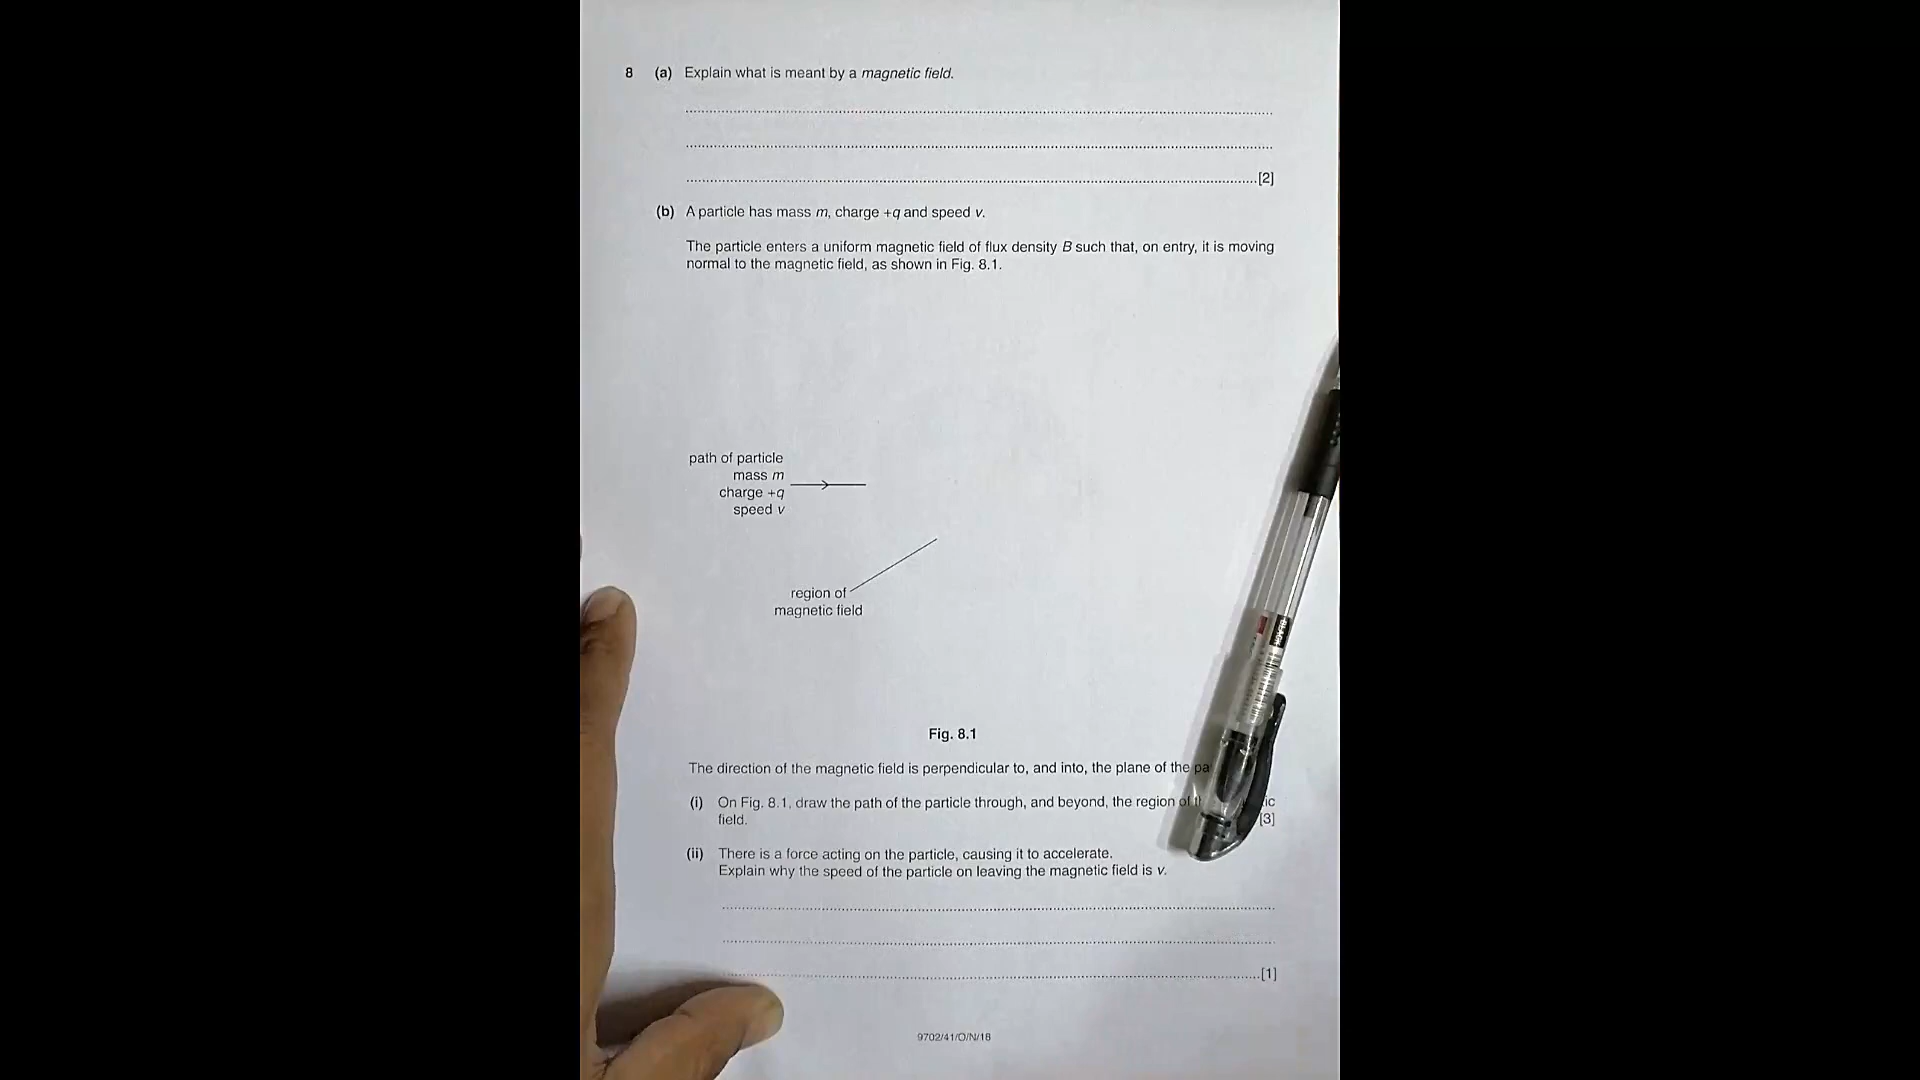 8 (a) Explain what is meant by a magnetic field.
[2]
(b) A particle has mass m, charge +q and speed v.
The particle enters a uniform magnetic field of flux density B such that, on entry, it is moving
normal to the magnetic field, as shown in Fig. 8.1.
path of particle
mass m
charge +q
speed v
region of
magnetic field
Fig. 8.1
The direction of the magnetic field is perpendicular to, and into, the plane of the pa
(i) On Fig. 8.1, draw the path of the particle through, and beyond, the region of ic
field. [3]
(ii) There is a force acting on the particle, causing it to accelerate.
Explain why the speed of the particle on leaving the magnetic field is v.
[1]
9702/41/O/N/18
BLACK